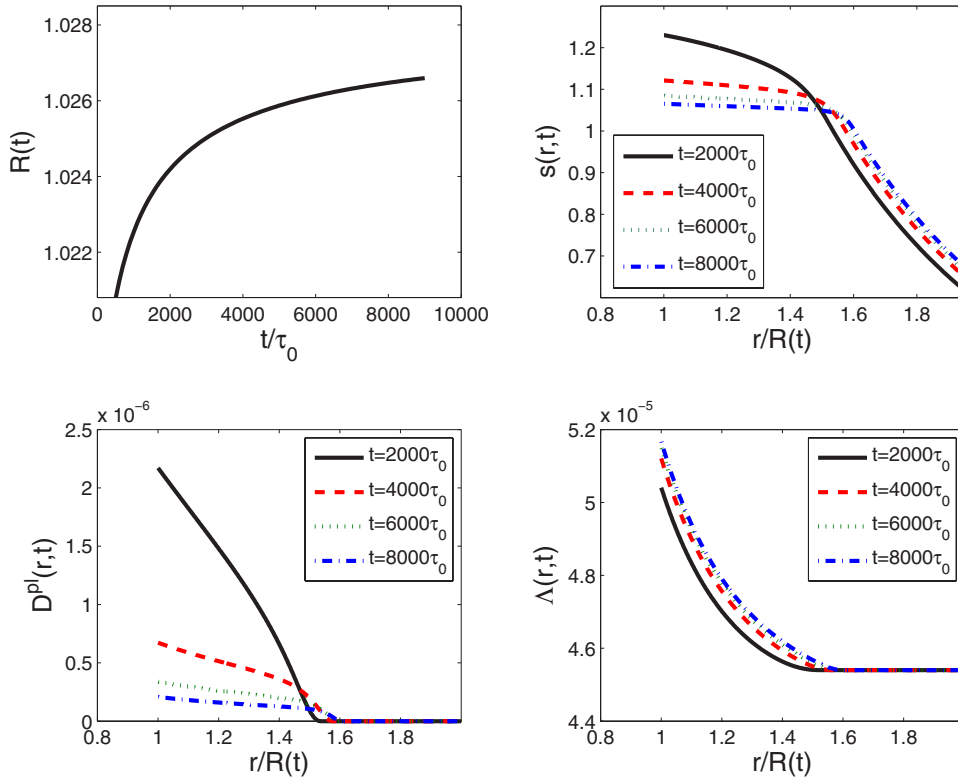 1.028
1.026
1.024
1.022
R(t)
0 2000 4000 6000 8000 10000
t/τ0
1.2
1.1
1
0.9
0.8
0.7
s(r,t)
t=2000τ0
t=4000τ0
t=6000τ0
t=8000τ0
0.8 1 1.2 1.4 1.6 1.8
r/R(t)
x 10^-6
2.5
2
1.5
1
0.5
0
D^pl(r,t)
t=2000τ0
t=4000τ0
t=6000τ0
t=8000τ0
0.8 1 1.2 1.4 1.6 1.8
r/R(t)
x 10^-5
5.2
5
4.8
4.6
4.4
Λ(r,t)
t=2000τ0
t=4000τ0
t=6000τ0
t=8000τ0
0.8 1 1.2 1.4 1.6 1.8
r/R(t)